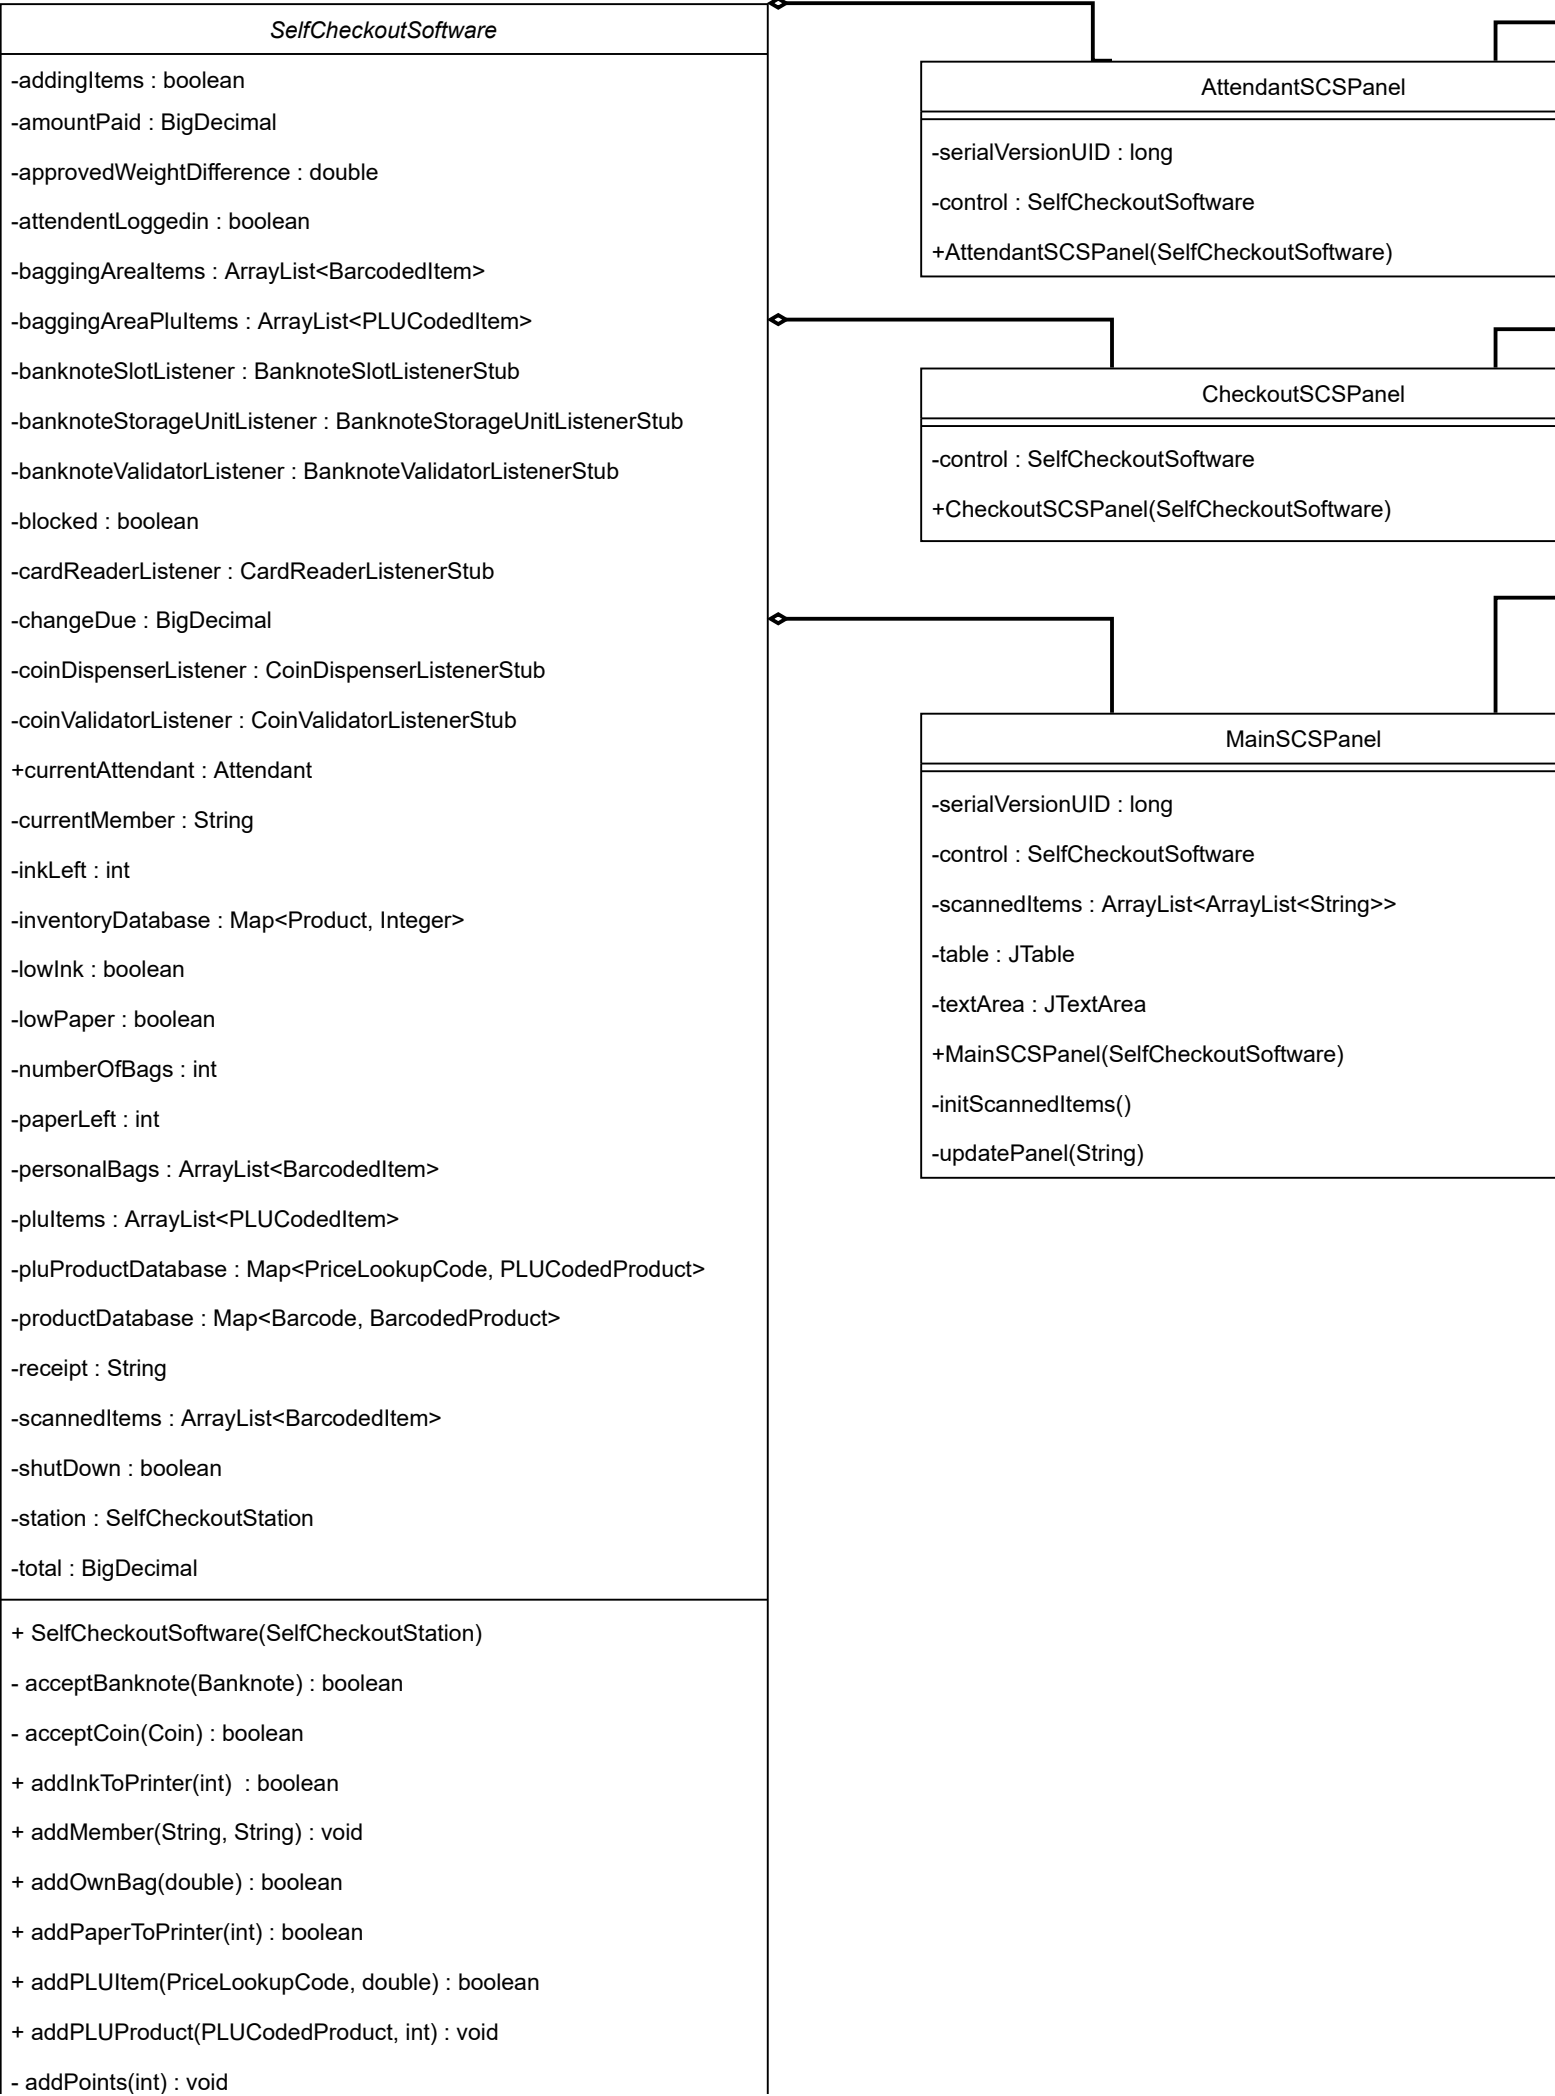 SelfCheckoutSoftware
-addingItems : boolean
-amountPaid : BigDecimal
-approvedWeightDifference : double
-attendentLoggedin : boolean
-baggingAreaItems : ArrayList<BarcodedItem>
-baggingAreaPluItems : ArrayList<PLUCodedItem>
-banknoteSlotListener : BanknoteSlotListenerStub
-banknoteStorageUnitListener : BanknoteStorageUnitListenerStub
-banknoteValidatorListener : BanknoteValidatorListenerStub
-blocked : boolean
-cardReaderListener : CardReaderListenerStub
-changeDue : BigDecimal
-coinDispenserListener : CoinDispenserListenerStub
-coinValidatorListener : CoinValidatorListenerStub
+currentAttendant : Attendant
-currentMember : String
-inkLeft : int
-inventoryDatabase : Map<Product, Integer>
-lowInk : boolean
-lowPaper : boolean
-numberOfBags : int
-paperLeft : int
-personalBags : ArrayList<BarcodedItem>
-pluItems : ArrayList<PLUCodedItem>
-pluProductDatabase : Map<PriceLookupCode, PLUCodedProduct>
-productDatabase : Map<Barcode, BarcodedProduct>
-receipt : String
-scannedItems : ArrayList<BarcodedItem>
-shutDown : boolean
-station : SelfCheckoutStation
-total : BigDecimal
+ SelfCheckoutSoftware(SelfCheckoutStation)
- acceptBanknote(Banknote) : boolean
- acceptCoin(Coin) : boolean
+ addInkToPrinter(int)  : boolean
+ addMember(String, String) : void
+ addOwnBag(double) : boolean
+ addPaperToPrinter(int) : boolean
+ addPLUItem(PriceLookupCode, double) : boolean
+ addPLUProduct(PLUCodedProduct, int) : void
- addPoints(int) : void
AttendantSCSPanel
-serialVersionUID : long
-control : SelfCheckoutSoftware
+AttendantSCSPanel(SelfCheckoutSoftware)
CheckoutSCSPanel
-control : SelfCheckoutSoftware
+CheckoutSCSPanel(SelfCheckoutSoftware)
MainSCSPanel
-serialVersionUID : long
-control : SelfCheckoutSoftware
-scannedItems : ArrayList<ArrayList<String>>
-table : JTable
-textArea : JTextArea
+MainSCSPanel(SelfCheckoutSoftware)
-initScannedItems()
-updatePanel(String)